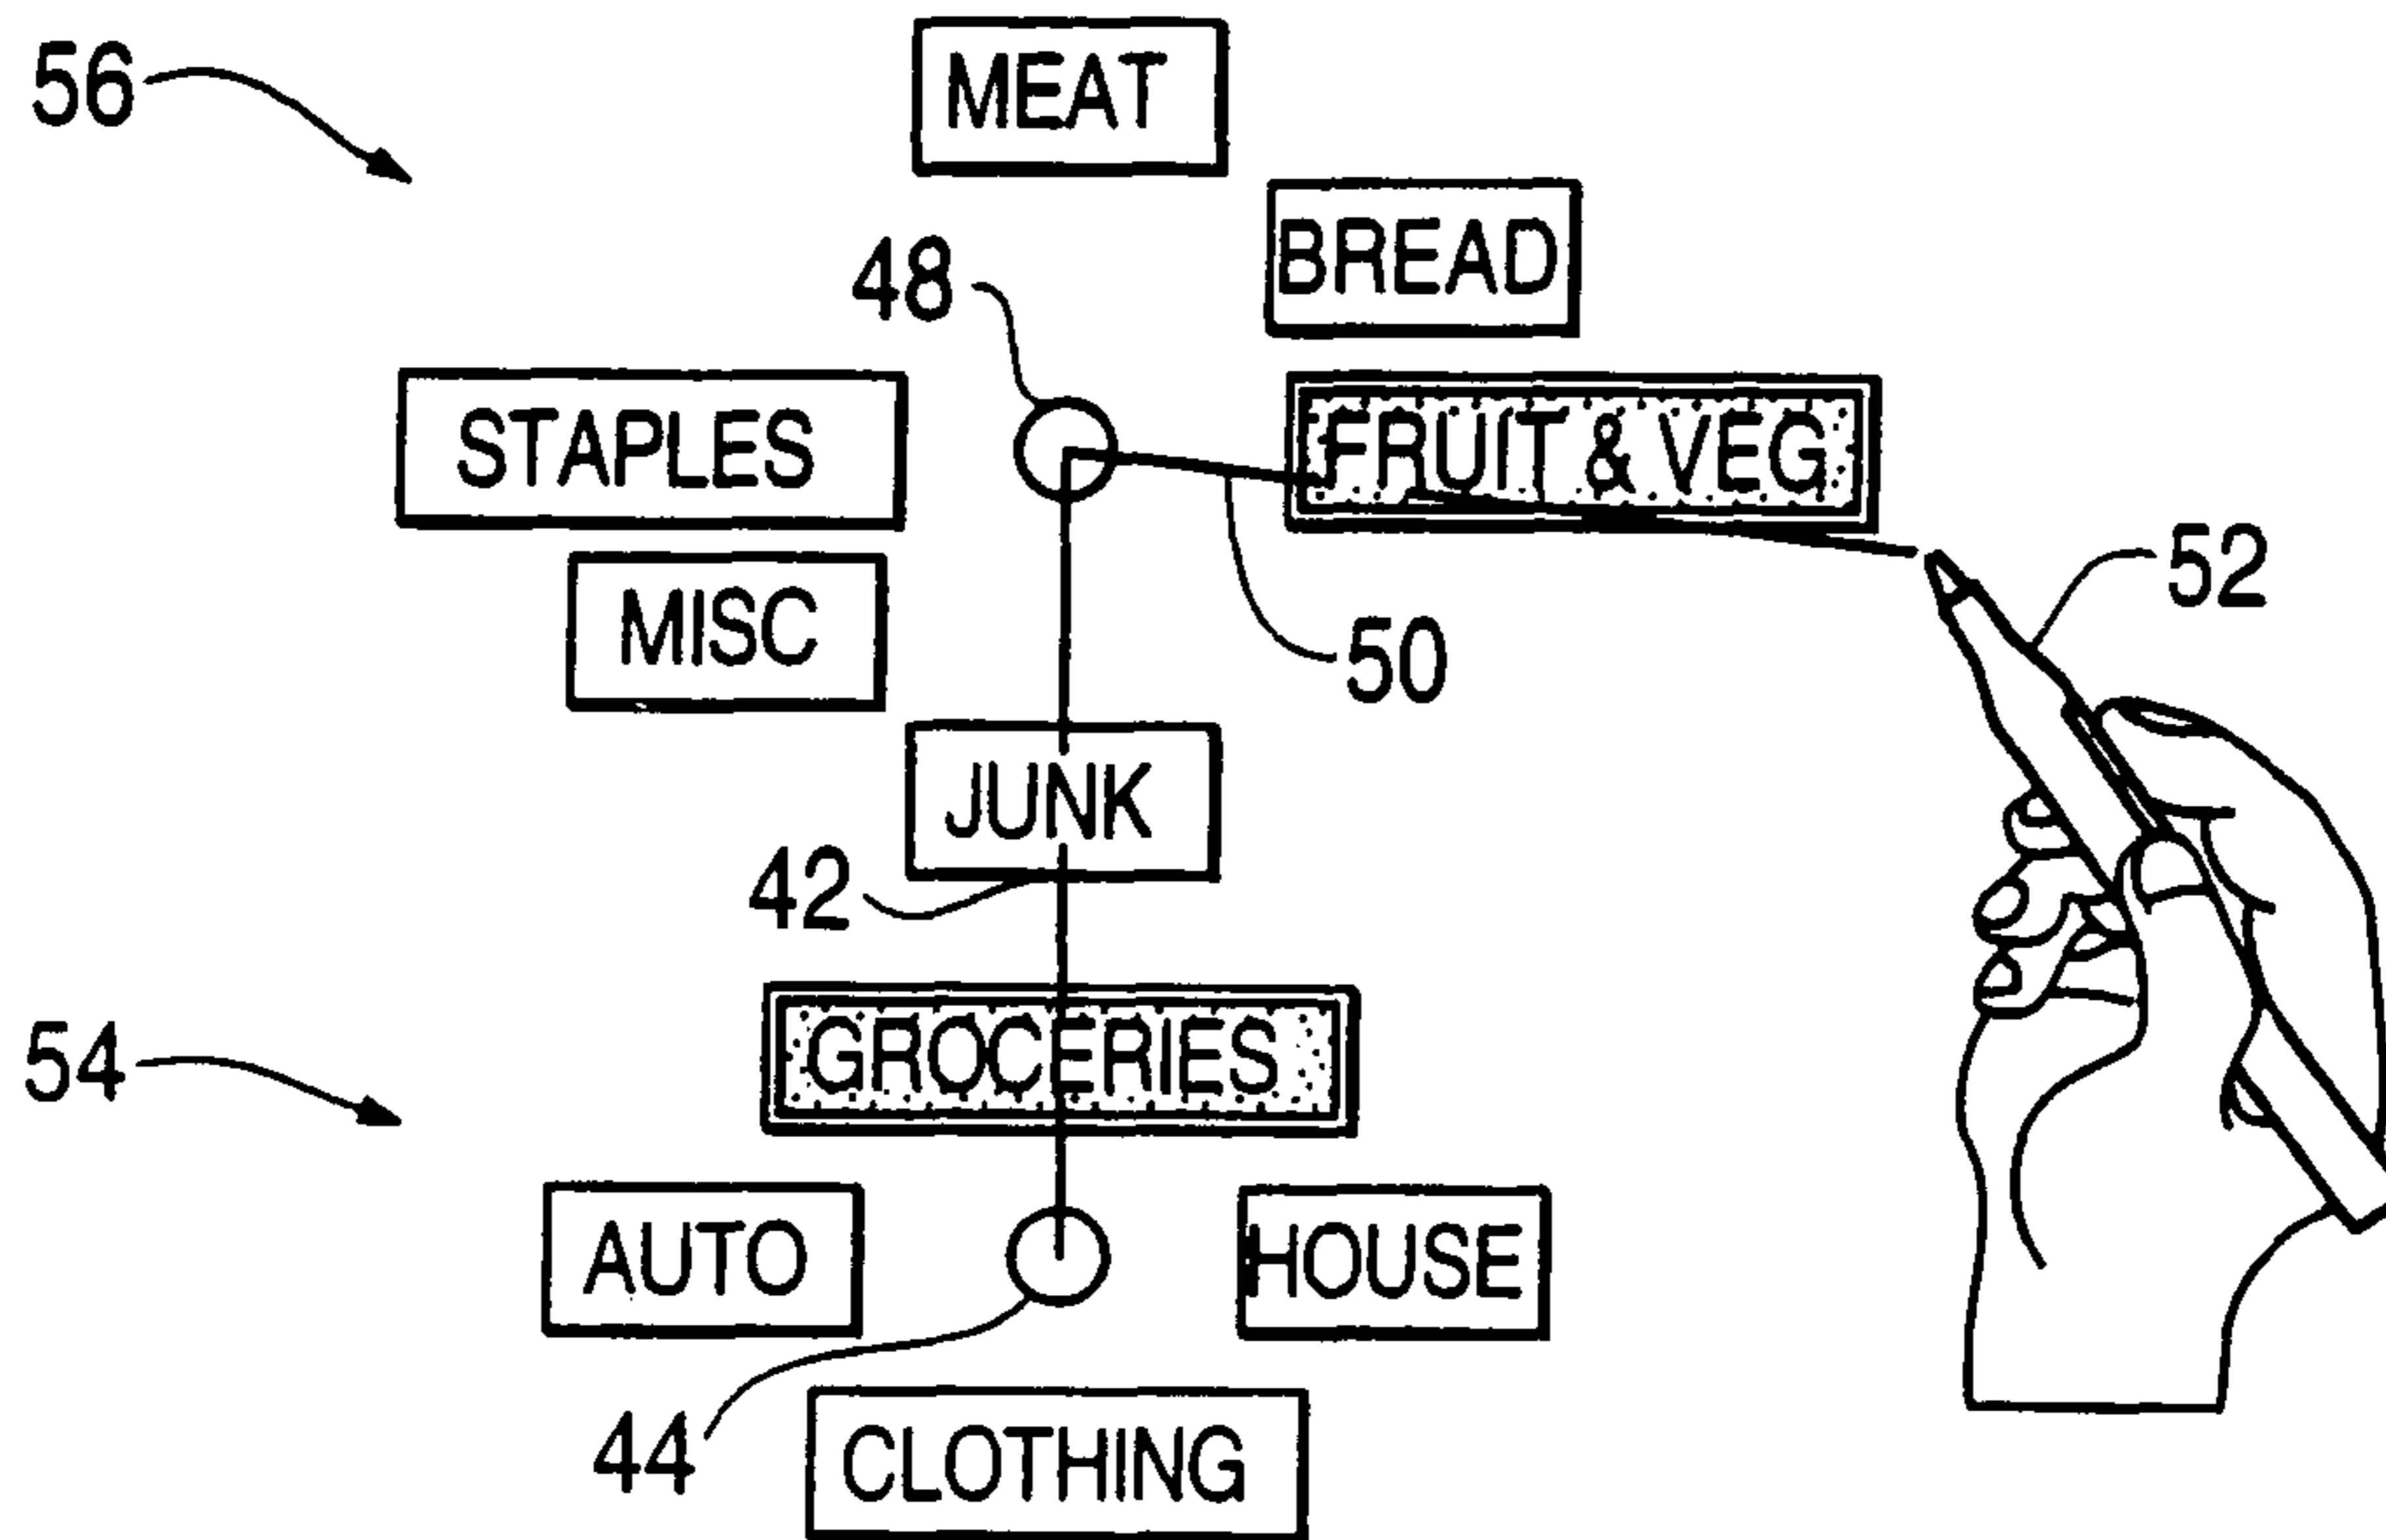 56
MEAT
BREAD
48
STAPLES
FRUIT & VEG
52
MISC
50
JUNK
42
GROCERIES
54
AUTO
HOUSE
44
CLOTHING